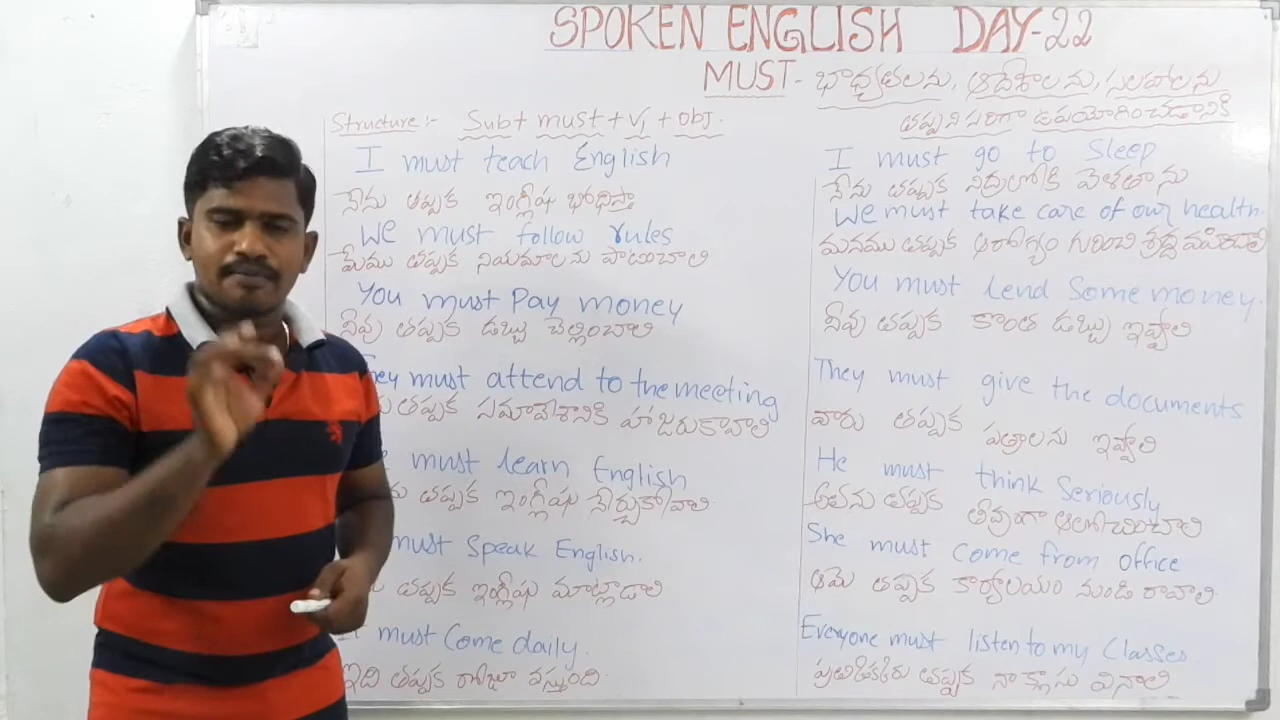 SPOKEN ENGLISH DAY-22
MUST- భాధ్యతలను, ఆదేశాలను, సలహాలను
తప్పనిసరిగా ఉపయోగించడానికి
Structure:- Sub+ must + V₁ + obj.
I must teach English
నేను తప్పక ఇంగ్లీష భోధిస్తా
We must follow rules
మేము తప్పక నియమాలను పాటించాలి
You must Pay money
నీవు తప్పక డబ్బు చెల్లించాలి
They must attend to the meeting
తప్పక సమావేశానికి హాజరుకావాలి
must learn English
తప్పక ఇంగ్లీషు నేర్చుకోవాలి
must Speak English.
తప్పక ఇంగ్లీషు మాట్లాడాలి
must Come daily.
ఇది తప్పక రోజూ వస్తుంది
I must go to Sleep
నేను తప్పక నిద్రలోకి వెళతాను
We must take care of our health.
మనము తప్పక ఆరోగ్యం గురించి శ్రద్ద వహించాలి
You must lend Some money.
నీవు తప్పక కొంత డబ్బు ఇవ్వాలి
They must give the documents
వారు తప్పక పత్రాలను ఇవ్వాలి
He must think Seriously
అతను తప్పక తీవ్రంగా ఆలోచించాలి
She must come from office
ఆమె తప్పక కార్యాలయం నుండి రావాలి
Everyone must listen to my Classes
ప్రతిఒక్కరు తప్పక నా క్లాసు వినాలి